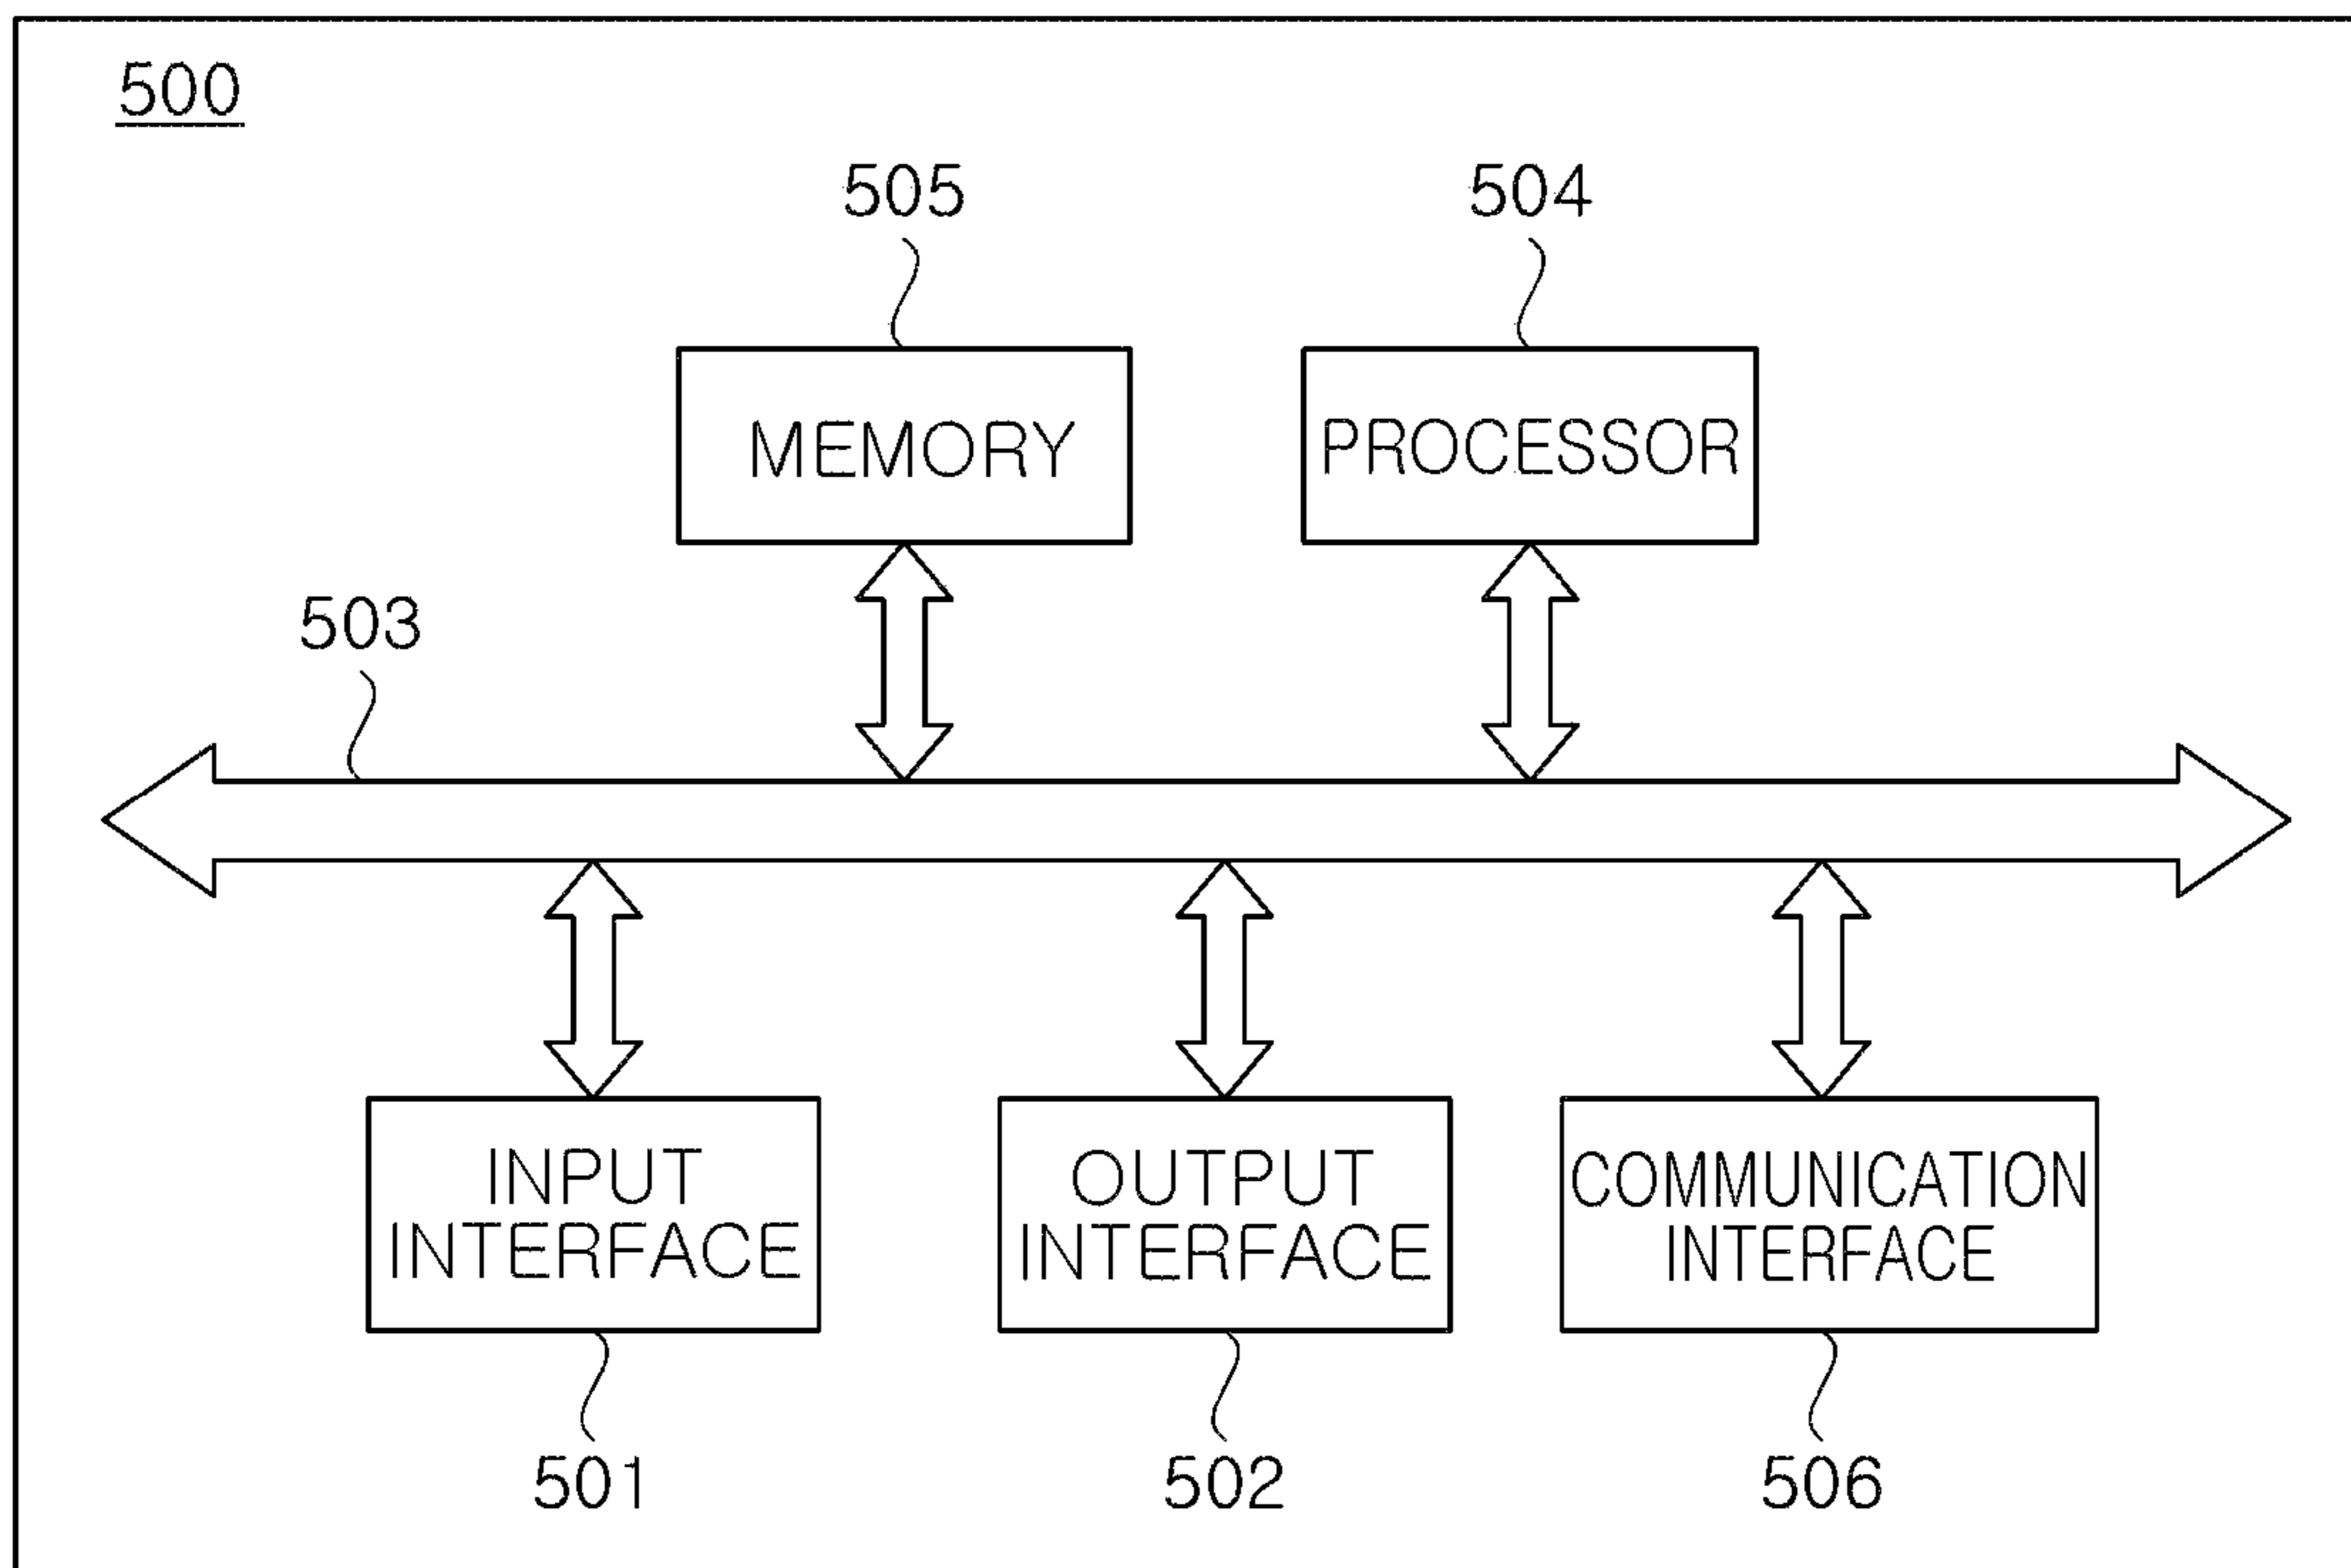 500
505
504
MEMORY
PROCESSOR
503
INPUT
INTERFACE
OUTPUT
INTERFACE
COMMUNICATION
INTERFACE
501
502
506